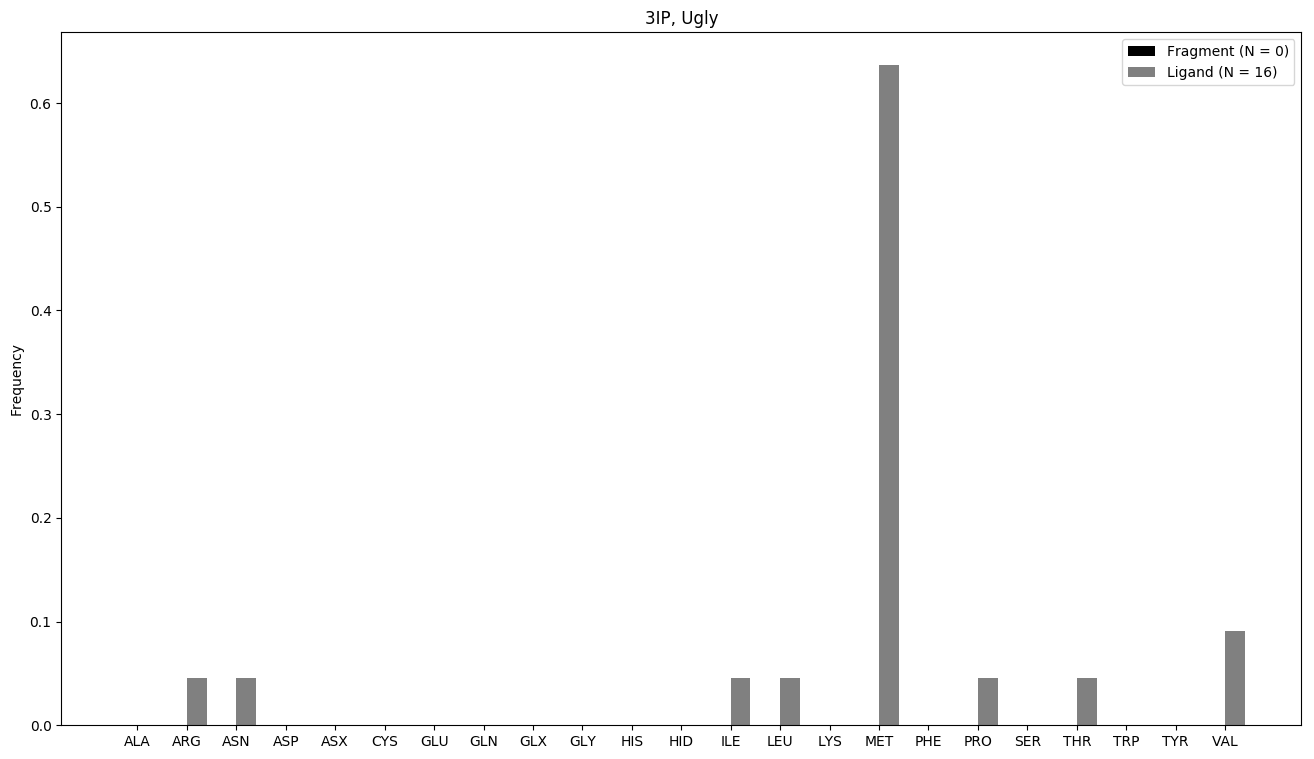 3IP, Ugly
Fragment (N = 0)
Ligand (N = 16)
Frequency
0.6
0.5
0.4
0.3
0.2
0.1
0.0
ALA ARG ASN ASP ASX CYS GLU GLN GLX GLY HIS HID ILE LEU LYS MET PHE PRO SER THR TRP TYR VAL